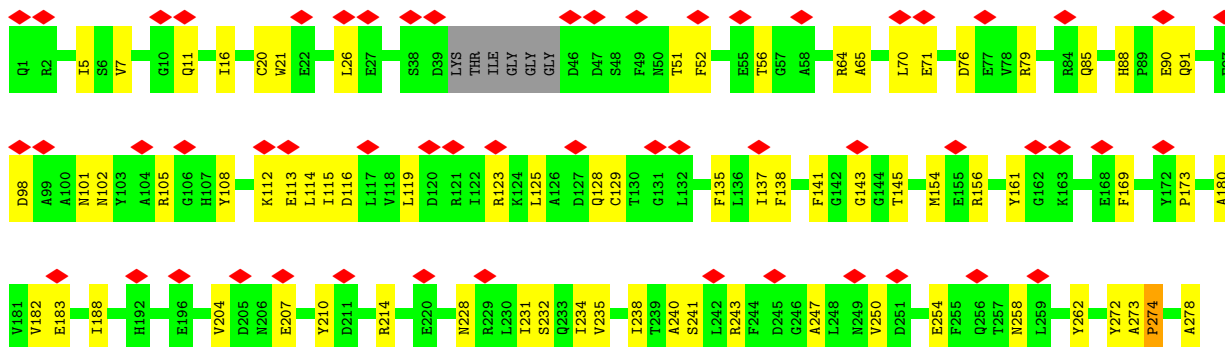 Q1 R2 I5 S6 V7 G10 Q11 I16 C20 W21 E22 L26 E27 S38 D39 LYS THR ILE GLY GLY GLY D46 D47 S48 F49 N50 T51 F52 E55 T56 G57 A58 R64 A65 L70 E71 D76 E77 V78 R79 R84 Q85 H88 P89 E90 Q91
D98 A99 A100 N101 N102 Y103 A104 R105 G106 H107 Y108 K112 E113 L114 I115 D116 L117 V118 L119 D120 R121 I122 R123 K124 L125 A126 D127 Q128 C129 T130 G131 L132 F135 L136 I137 F138 F141 G142 G143 G144 T145 M154 E155 R156 Y161 G162 K163 E168 F169 Y172 P173 A180
V181 V182 E183 I188 H192 E196 V204 D205 N206 E207 Y210 D211 R214 E220 N228 R229 L230 I231 S232 Q233 I234 V235 I238 T239 A240 S241 L242 R243 F244 D245 G246 A247 L248 N249 V250 D251 E254 F255 Q256 T257 N258 L259 Y262 Y272 A273 P274 A278